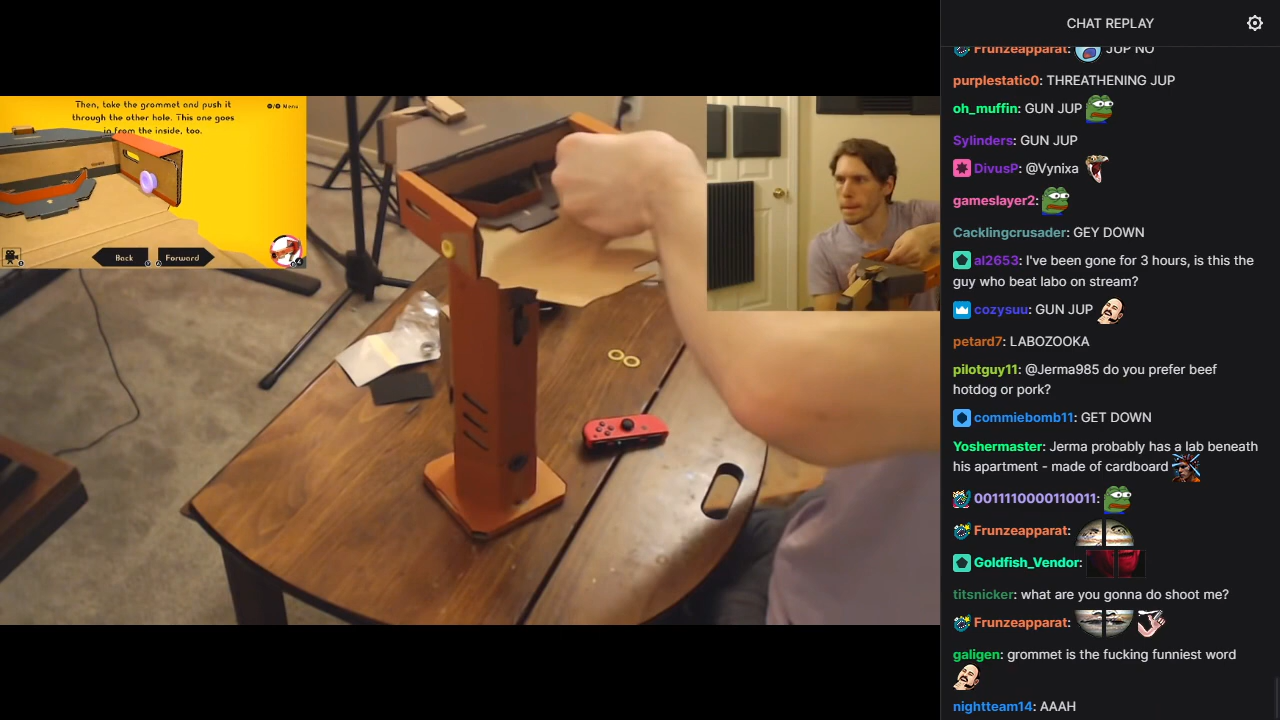 Then, take the grommet and push it
through the other hole. This one goes
in from the inside, too.
Menu
Back
Forward
CHAT REPLAY
Frunzeapparat: JUP NO
purplestatic0: THREATHENING JUP
oh_muffin: GUN JUP
Sylinders: GUN JUP
DivusP: @Vynixa
gameslayer2:
Cacklingcrusader: GEY DOWN
al2653: I've been gone for 3 hours, is this the
guy who beat labo on stream?
cozysuu: GUN JUP
petard7: LABOZOOKA
pilotguy11: @Jerma985 do you prefer beef
hotdog or pork?
commiebomb11: GET DOWN
Yoshermaster: Jerma probably has a lab beneath
his apartment - made of cardboard
0011110000110011:
Frunzeapparat:
Goldfish_Vendor:
titsnicker: what are you gonna do shoot me?
Frunzeapparat:
galigen: grommet is the fucking funniest word
nightteam14: AAAH